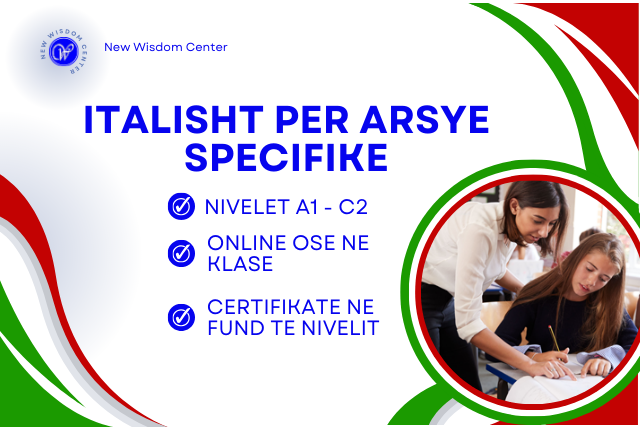 NEW WISDOM CENTER
New Wisdom Center
ITALISHT PER ARSYE
SPECIFIKE
NIVELET A1 - C2
ONLINE OSE NE
KLASE
CERTIFIKATE NE
FUND TE NIVELIT